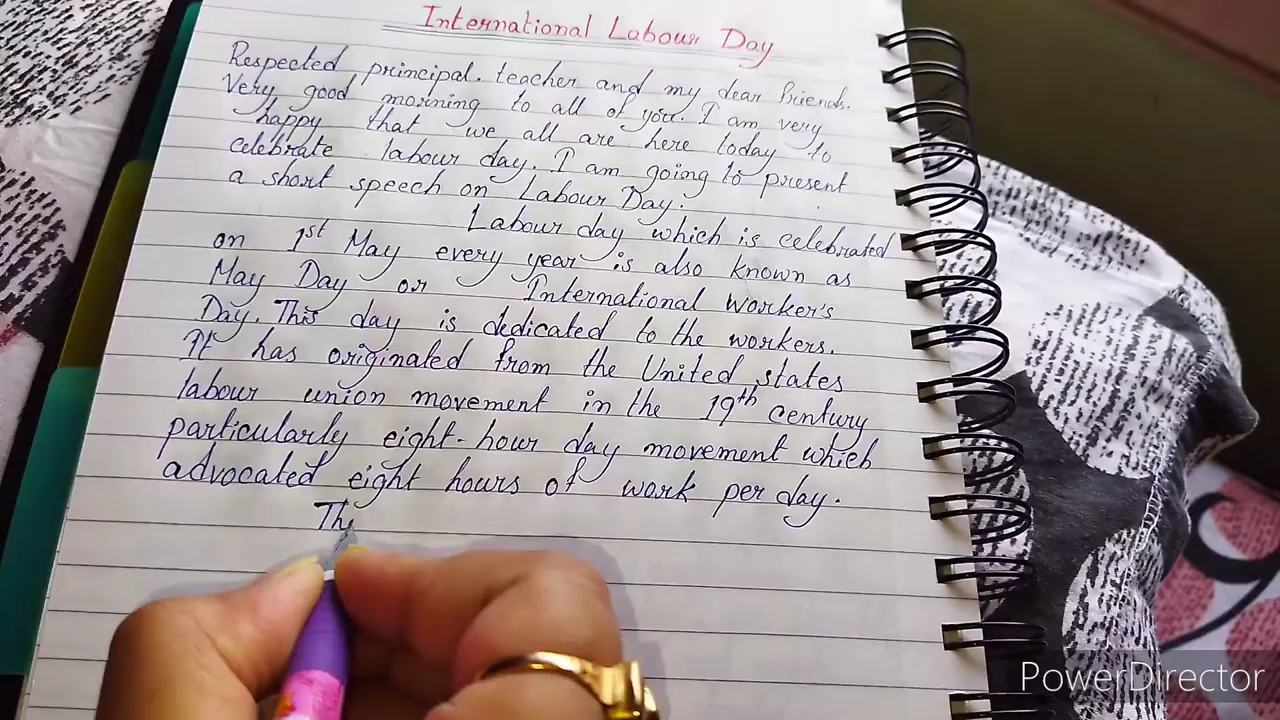 International Labour Day
Respected principal. teacher and my dear friends.
Very good morning to all of you. I am very
happy that we all are here today to
celebrate labour day. I am going to present
a short speech on Labour Day.
Labour day which is celebrated
on 1st May every year is also known as
May Day or International worker's
Day. This day is dedicated to the workers.
It has originated from the United states
labour union movement in the 19th century
particularly eight-hour day movement which
advocated eight hours of work per day.
Th
PowerDirector